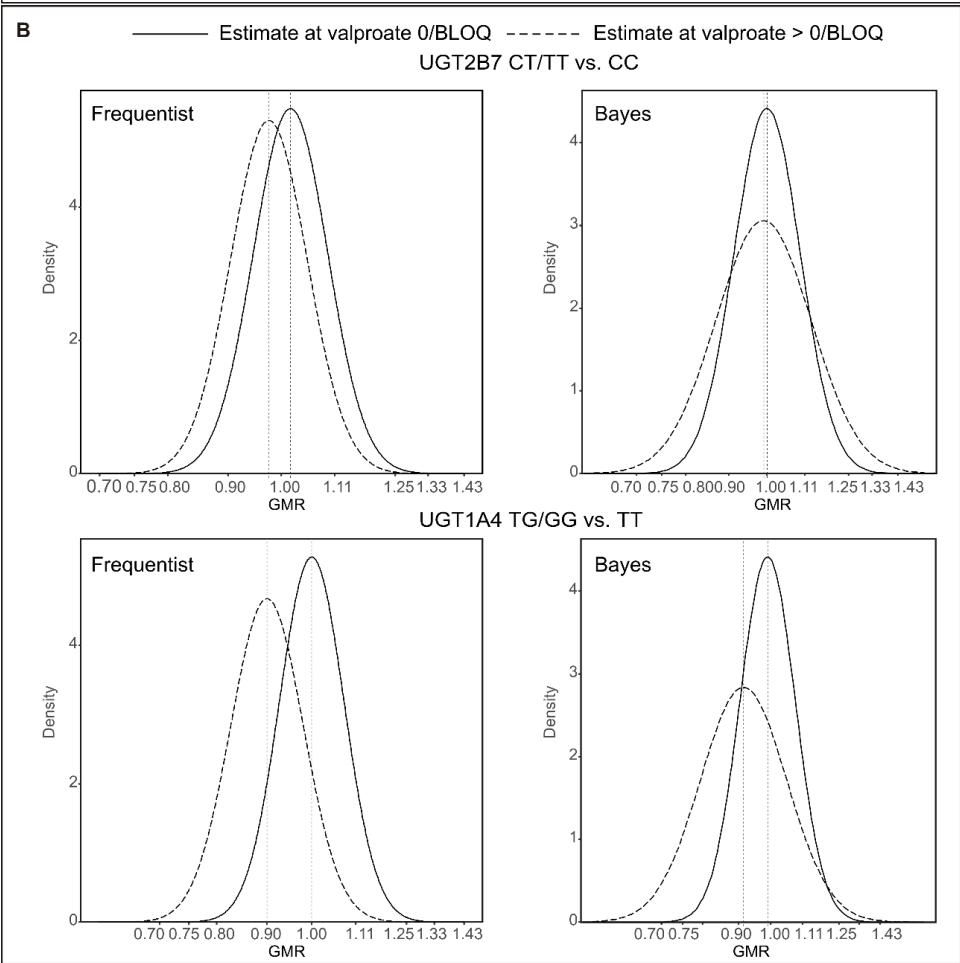 B
Estimate at valproate 0/BLOQ Estimate at valproate > 0/BLOQ
UGT2B7 CT/TT vs. CC
Frequentist
Density
4
2
0
0.70 0.75 0.80 0.90 1.00 1.11 1.25 1.33 1.43
GMR
Bayes
Density
4
3
2
1
0
0.70 0.75 0.80 0.90 1.00 1.11 1.25 1.33 1.43
GMR
UGT1A4 TG/GG vs. TT
Frequentist
Density
4
2
0
0.70 0.75 0.80 0.90 1.00 1.11 1.25 1.33 1.43
GMR
Bayes
Density
4
3
2
1
0
0.70 0.75 0.90 1.00 1.11 1.25 1.43
GMR